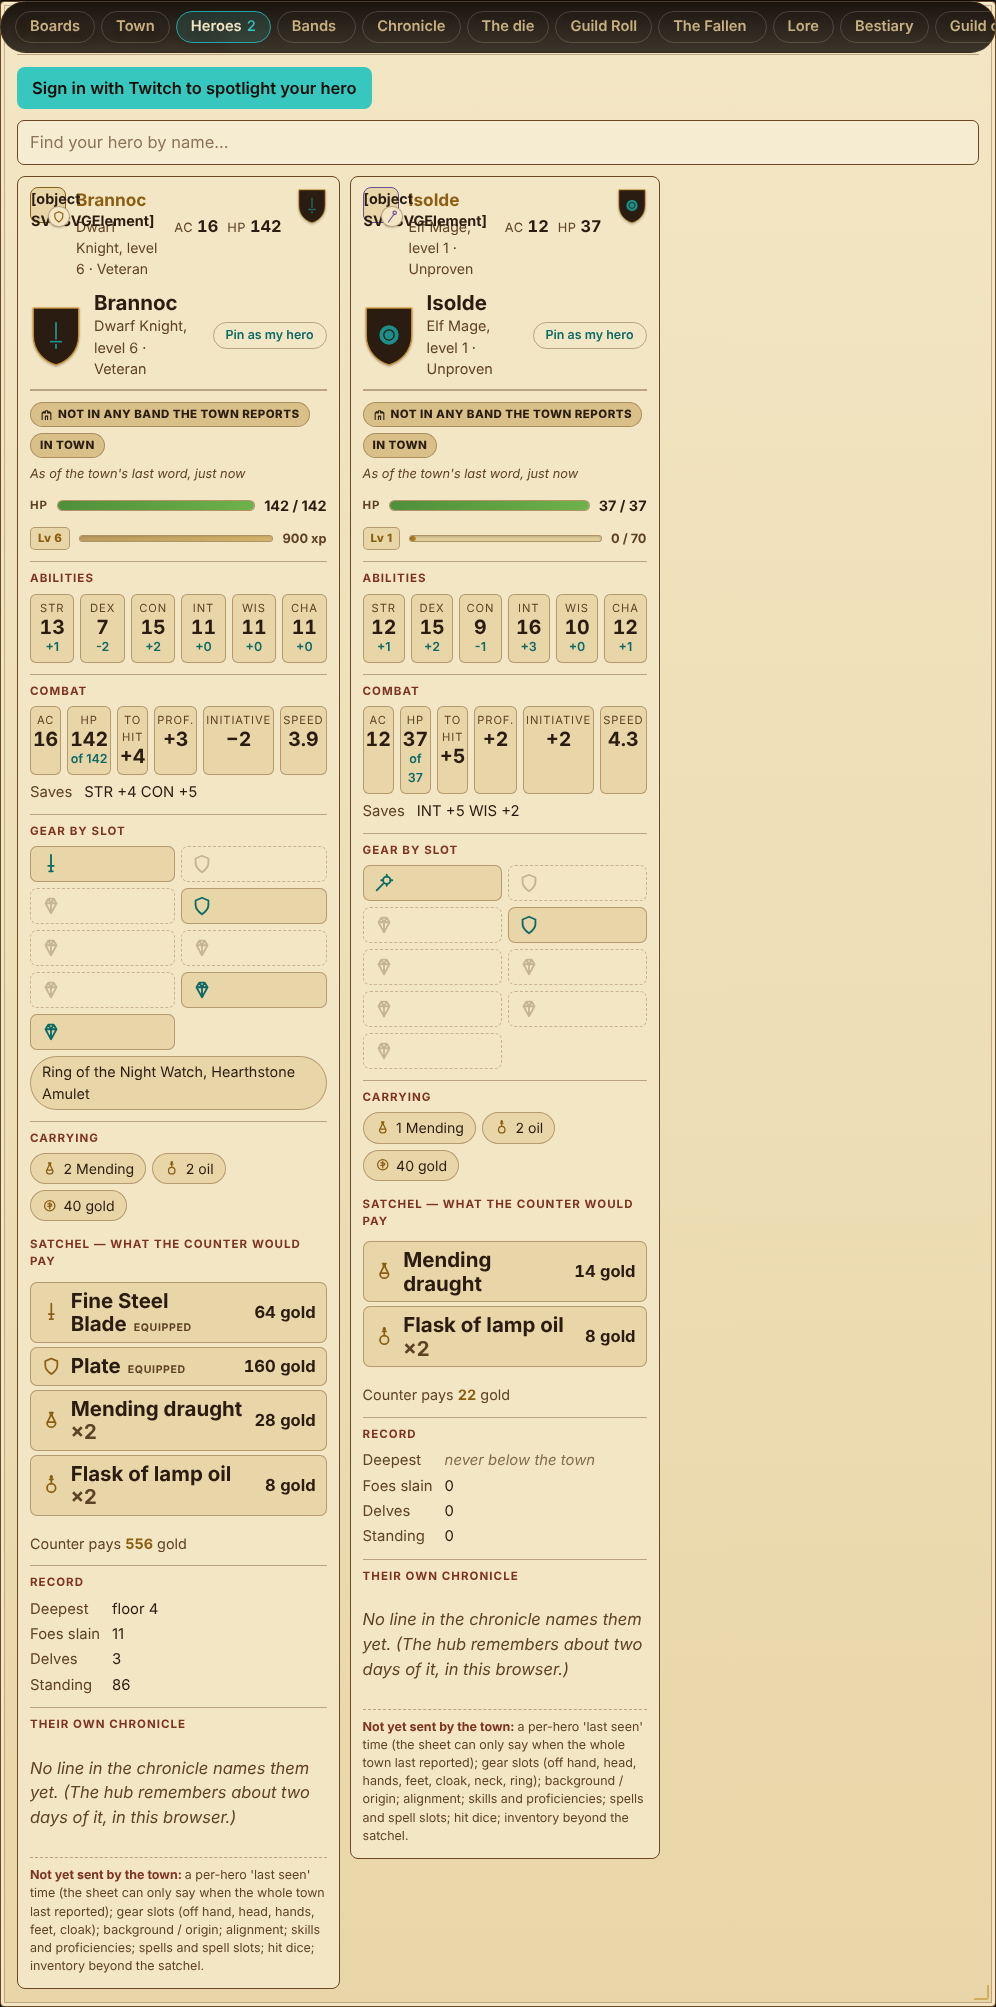 Boards Town Heroes 2 Bands Chronicle The die Guild Roll The Fallen Lore Bestiary Guild
Sign in with Twitch to spotlight your hero
Find your hero by name...
[object
SVGElement]
Brannoc
Dwarf
Knight, level
6 · Veteran
AC 16 HP 142
Brannoc
Dwarf Knight,
level 6 ·
Veteran
Pin as my hero
NOT IN ANY BAND THE TOWN REPORTS
IN TOWN
As of the town's last word, just now
HP 142 / 142
Lv 6 900 xp
ABILITIES
STR DEX CON INT WIS CHA
13 7 15 11 11 11
+1 -2 +2 +0 +0 +0
COMBAT
AC HP TO HIT PROF. INITIATIVE SPEED
16 142 +4 +3 −2 3.9
of 142
Saves STR +4 CON +5
GEAR BY SLOT
Ring of the Night Watch, Hearthstone
Amulet
CARRYING
2 Mending 2 oil
40 gold
SATCHEL — WHAT THE COUNTER WOULD
PAY
Fine Steel
Blade EQUIPPED 64 gold
Plate EQUIPPED 160 gold
Mending draught
×2 28 gold
Flask of lamp oil
×2 8 gold
Counter pays 556 gold
RECORD
Deepest floor 4
Foes slain 11
Delves 3
Standing 86
THEIR OWN CHRONICLE
No line in the chronicle names them
yet. (The hub remembers about two
days of it, in this browser.)
Not yet sent by the town: a per-hero 'last seen'
time (the sheet can only say when the whole town
last reported); gear slots (off hand, head, hands,
feet, cloak); background / origin; alignment; skills
and proficiencies; spells and spell slots; hit dice;
inventory beyond the satchel.
[object
SVGElement]
Isolde
Elf Mage,
level 1 ·
Unproven
AC 12 HP 37
Isolde
Elf Mage,
level 1 ·
Unproven
Pin as my hero
NOT IN ANY BAND THE TOWN REPORTS
IN TOWN
As of the town's last word, just now
HP 37 / 37
Lv 1 0 / 70
ABILITIES
STR DEX CON INT WIS CHA
12 15 9 16 10 12
+1 +2 -1 +3 +0 +1
COMBAT
AC HP TO HIT PROF. INITIATIVE SPEED
12 37 +5 +2 +2 4.3
of
37
Saves INT +5 WIS +2
GEAR BY SLOT
CARRYING
1 Mending 2 oil
40 gold
SATCHEL — WHAT THE COUNTER WOULD
PAY
Mending
draught 14 gold
Flask of lamp oil
×2 8 gold
Counter pays 22 gold
RECORD
Deepest never below the town
Foes slain 0
Delves 0
Standing 0
THEIR OWN CHRONICLE
No line in the chronicle names them
yet. (The hub remembers about two
days of it, in this browser.)
Not yet sent by the town: a per-hero 'last seen'
time (the sheet can only say when the whole
town last reported); gear slots (off hand, head,
hands, feet, cloak, neck, ring); background /
origin; alignment; skills and proficiencies; spells
and spell slots; hit dice; inventory beyond the
satchel.